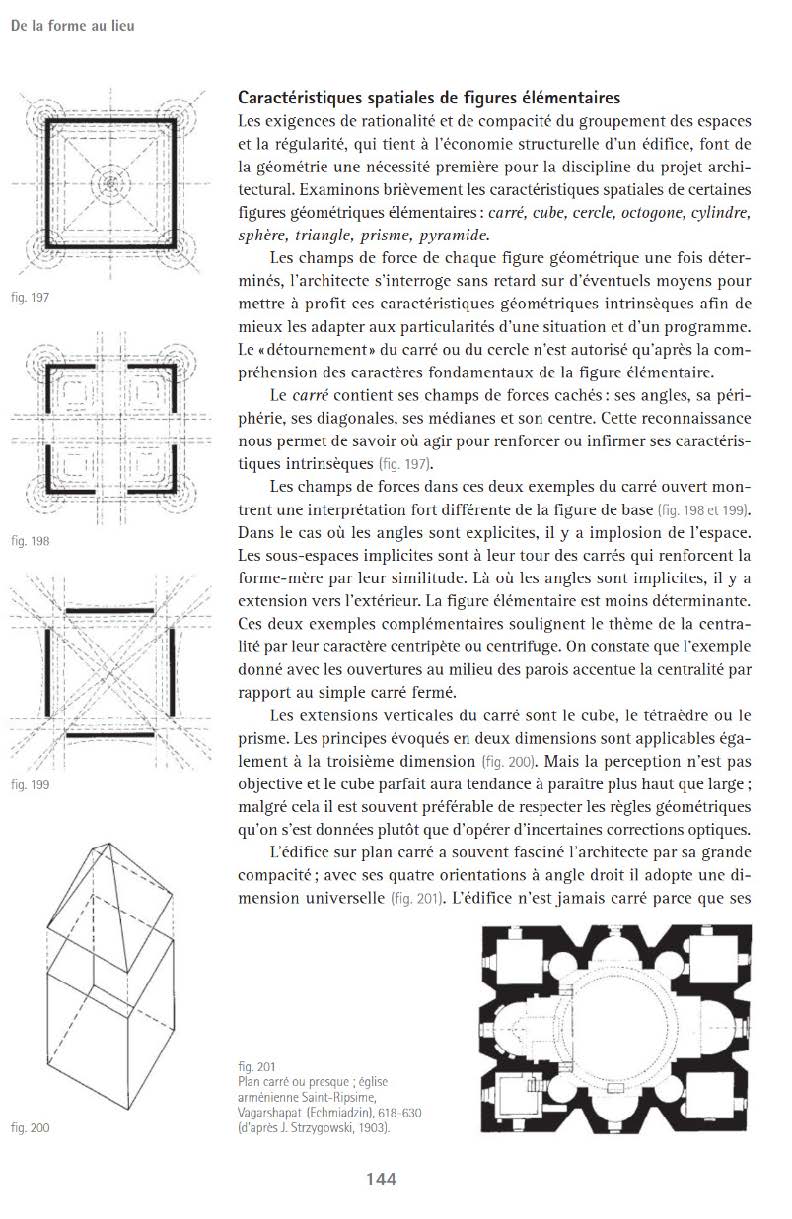 De la forme au lieu
Caractéristiques spatiales de figures élémentaires
Les exigences de rationalité et de compacité du groupement des espaces
et la régularité, qui tient à l'économie structurelle d'un édifice, font de
la géométrie une nécessité première pour la discipline du projet archi-
tectural. Examinons brièvement les caractéristiques spatiales de certaines
figures géométriques élémentaires : carré, cube, cercle, octogone, cylindre,
sphère, triangle, prisme, pyramide.
Les champs de force de chaque figure géométrique une fois déter-
minés, l'architecte s'interroge sans retard sur d'éventuels moyens pour
mettre à profit ces caractéristiques géométriques intrinsèques afin de
mieux les adapter aux particularités d'une situation et d'un programme.
Le « détournement » du carré ou du cercle n'est autorisé qu'après la com-
préhension des caractères fondamentaux de la figure élémentaire.
Le carré contient ses champs de forces cachés : ses angles, sa péri-
phérie, ses diagonales, ses médianes et son centre. Cette reconnaissance
nous permet de savoir où agir pour renforcer ou infirmer ses caractéris-
tiques intrinsèques (fig. 197).
Les champs de forces dans ces deux exemples du carré ouvert mon-
trent une interprétation fort différente de la figure de base (fig. 198 et 199).
Dans le cas où les angles sont explicites, il y a implosion de l'espace.
Les sous-espaces implicites sont à leur tour des carrés qui renforcent la
forme-mère par leur similitude. Là où les angles sont implicites, il y a
extension vers l'extérieur. La figure élémentaire est moins déterminante.
Ces deux exemples complémentaires soulignent le thème de la centra-
lité par leur caractère centripète ou centrifuge. On constate que l'exemple
donné avec les ouvertures au milieu des parois accentue la centralité par
rapport au simple carré fermé.
Les extensions verticales du carré sont le cube, le tétraèdre ou le
prisme. Les principes évoqués en deux dimensions sont applicables éga-
lement à la troisième dimension (fig. 200). Mais la perception n'est pas
objective et le cube parfait aura tendance à paraître plus haut que large ;
malgré cela il est souvent préférable de respecter les règles géométriques
qu'on s'est données plutôt que d'opérer d'incertaines corrections optiques.
L'édifice sur plan carré a souvent fasciné l'architecte par sa grande
compacité ; avec ses quatre orientations à angle droit il adopte une di-
mension universelle (fig. 201). L'édifice n'est jamais carré parce que ses
fig. 197
fig. 198
fig. 199
fig. 200
fig. 201
Plan carré ou presque ; église
arménienne Saint-Ripsime,
Vagarshapat (Echmiadzin), 618-630
(d'après J. Strzygowski, 1903).
144